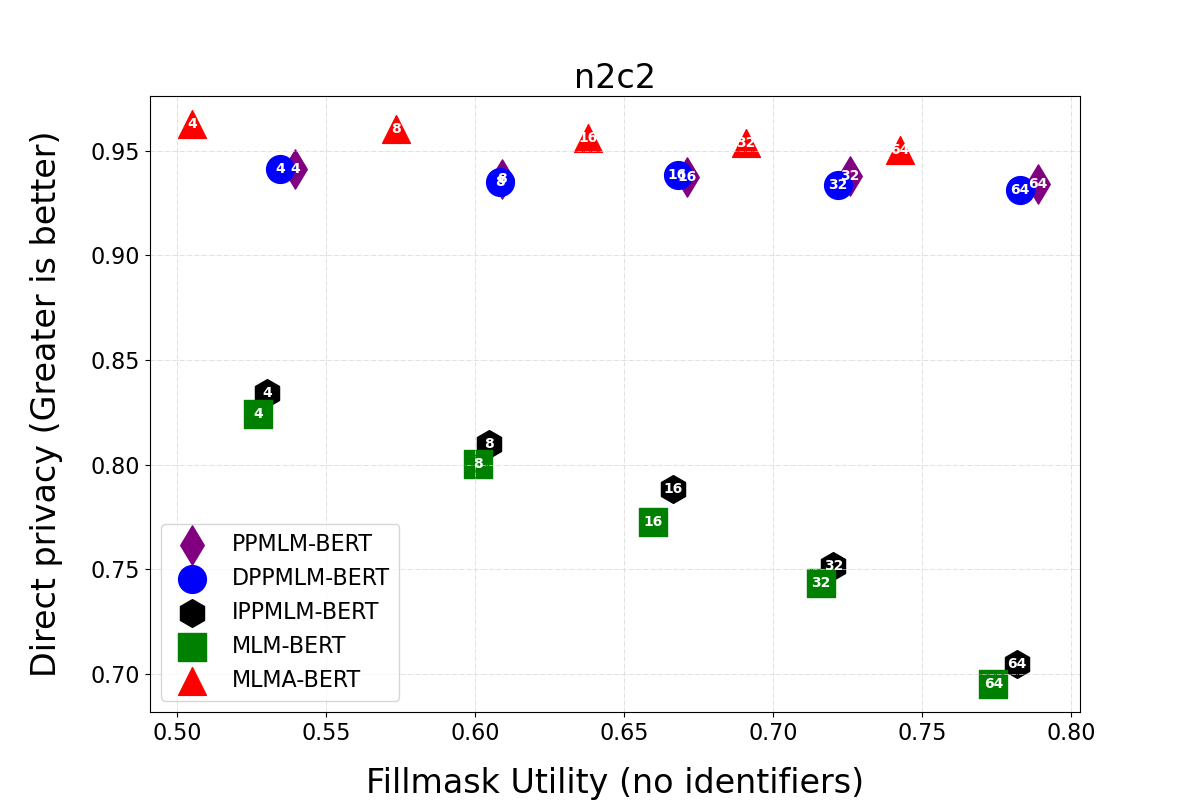 n2c2
Direct privacy (Greater is better)
0.95
0.90
0.85
0.80
0.75
0.70
4 8 16 32 64
4 4 8 8 16 16 32 32 64 64
4 8 16 32 64
4 8 16 32 64
PPMLM-BERT
DPPMLM-BERT
IPPMLM-BERT
MLM-BERT
MLMA-BERT
0.50 0.55 0.60 0.65 0.70 0.75 0.80
Fillmask Utility (no identifiers)